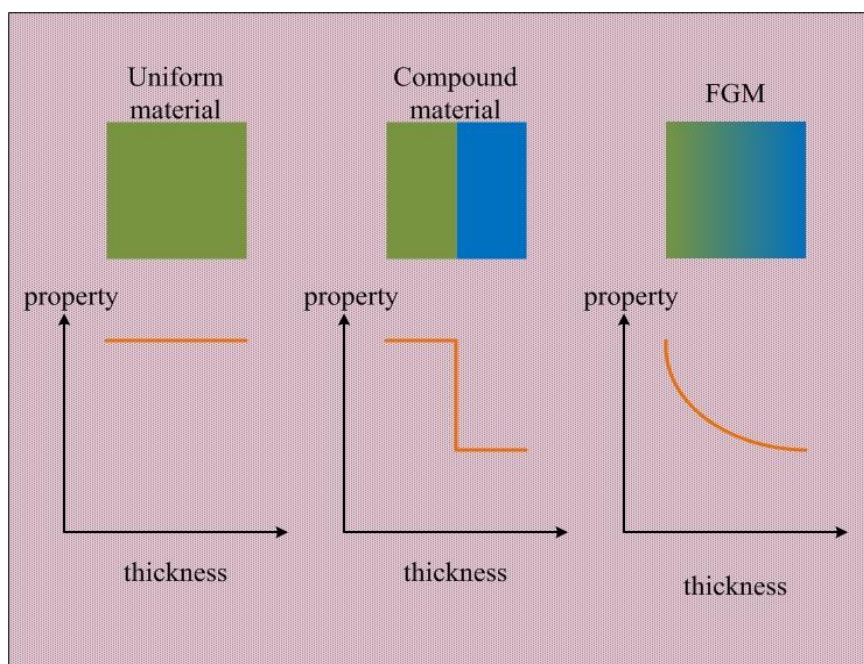 Uniform
material
Compound
material
FGM
property
property
property
thickness
thickness
thickness